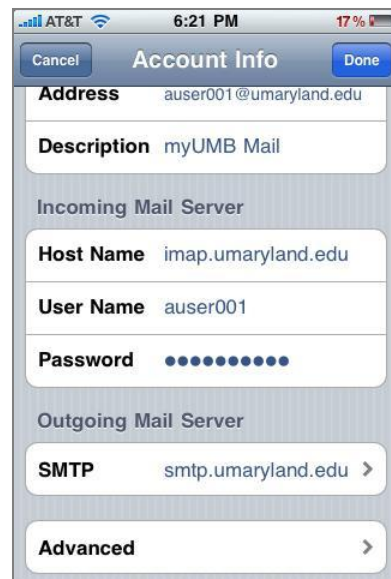 AT&T 6:21 PM 17%
Cancel Account Info Done
Address auser001@umaryland.edu
Description myUMB Mail
Incoming Mail Server
Host Name imap.umaryland.edu
User Name auser001
Password ●●●●●●●●●●
Outgoing Mail Server
SMTP smtp.umaryland.edu >
Advanced >